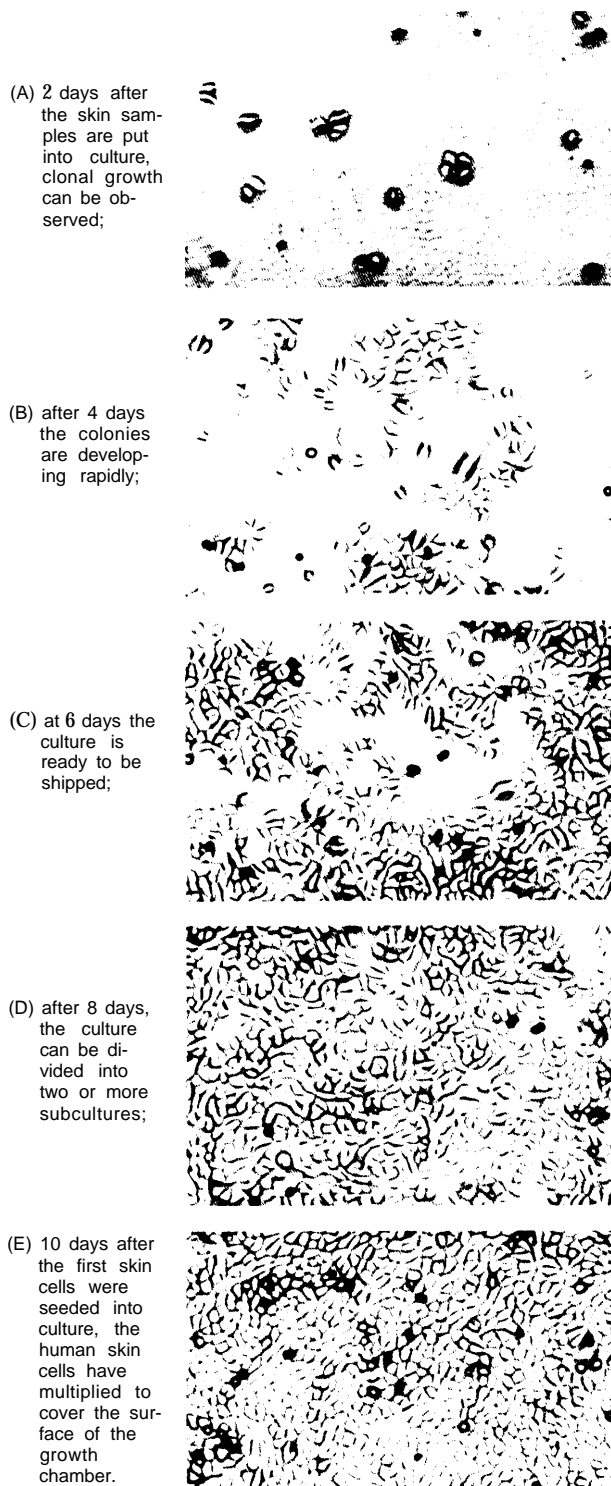 (A) 2 days after
the skin sam-
ples are put
into culture,
clonal growth
can be ob-
served;
(B) after 4 days
the colonies
are develop-
ing rapidly;
(C) at 6 days the
culture is
ready to be
shipped;
(D) after 8 days,
the culture
can be di-
vided into
two or more
subcultures;
(E) 10 days after
the first skin
cells were
seeded into
culture, the
human skin
cells have
multiplied to
cover the sur-
face of the
growth
chamber.